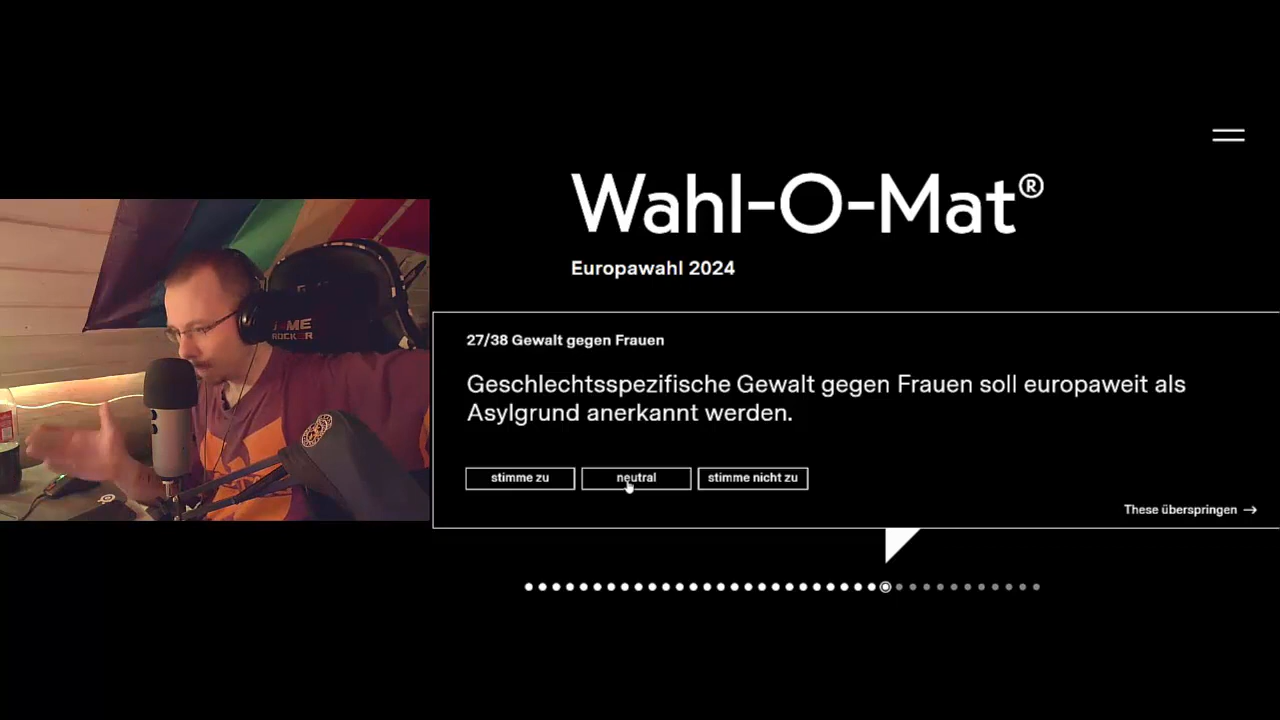 Wahl-O-Mat®
Europawahl 2024
27/38 Gewalt gegen Frauen
Geschlechtsspezifische Gewalt gegen Frauen soll europaweit als
Asylgrund anerkannt werden.
stimme zu
neutral
stimme nicht zu
These überspringen →